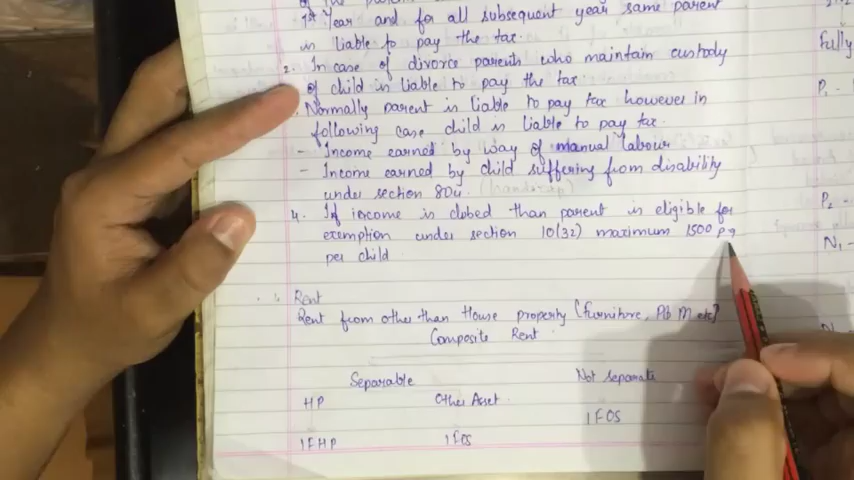 1st Year and for all subsequent year same parent
is liable to pay the tax.
2. In case of divorce parents who maintain custody
of child is liable to pay the tax
Normally parent is liable to pay tax however in
following case child is liable to pay tax.
- Income earned by way of manual labour
- Income earned by child suffering from disability
under section 80u.
4. If income is clubed than parent is eligible for
exemption under section 10(32) maximum 1500 pa
per child
Rent
Rent from other than House property (furniture, P&M etc)
Composite Rent
Separable Not separate
HP Other Asset
IFOS
IFHP IFOS
fully
P1 -
P2 -
N1 -